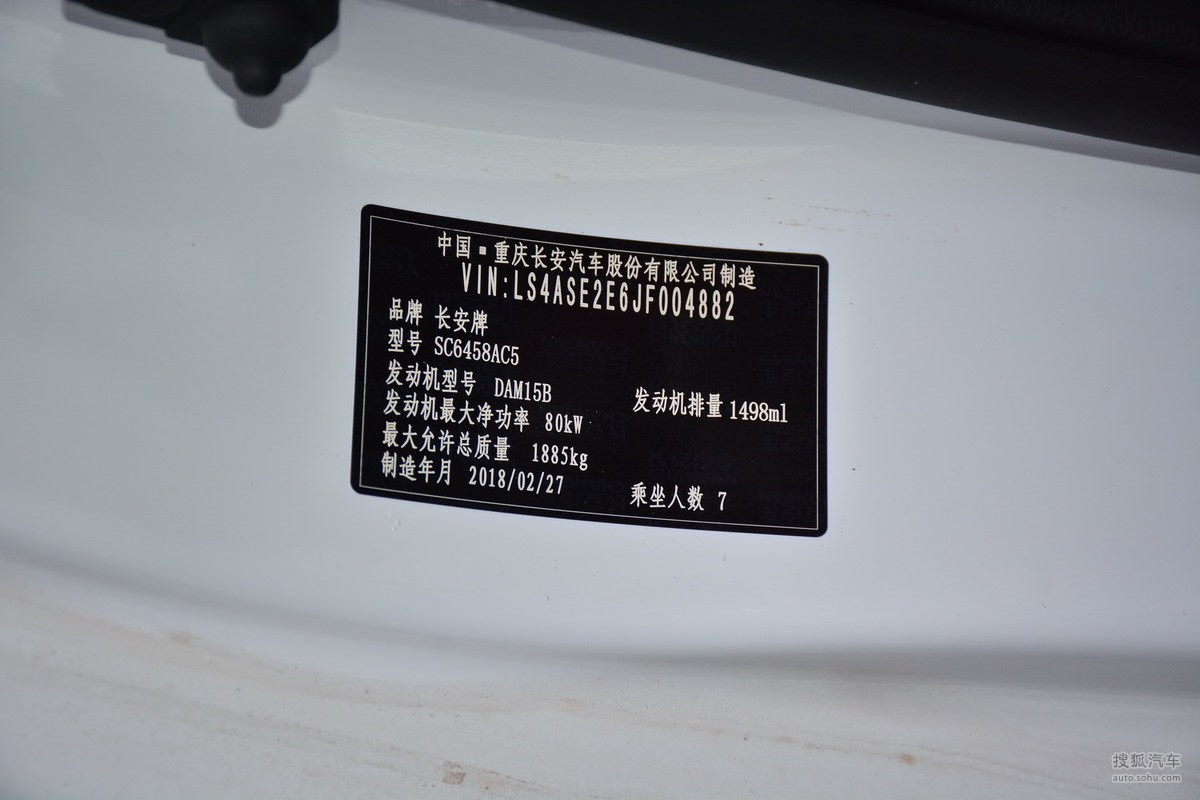 中国▪重庆长安汽车股份有限公司制造
VIN:LS4ASE2E6JF004882
品牌 长安牌
型号 SC6458AC5
发动机型号 DAM15B 发动机排量 1498ml
发动机最大净功率 80kW
最大允许总质量 1885kg
制造年月 2018/02/27 乘坐人数 7
搜狐汽车
auto.sohu.com